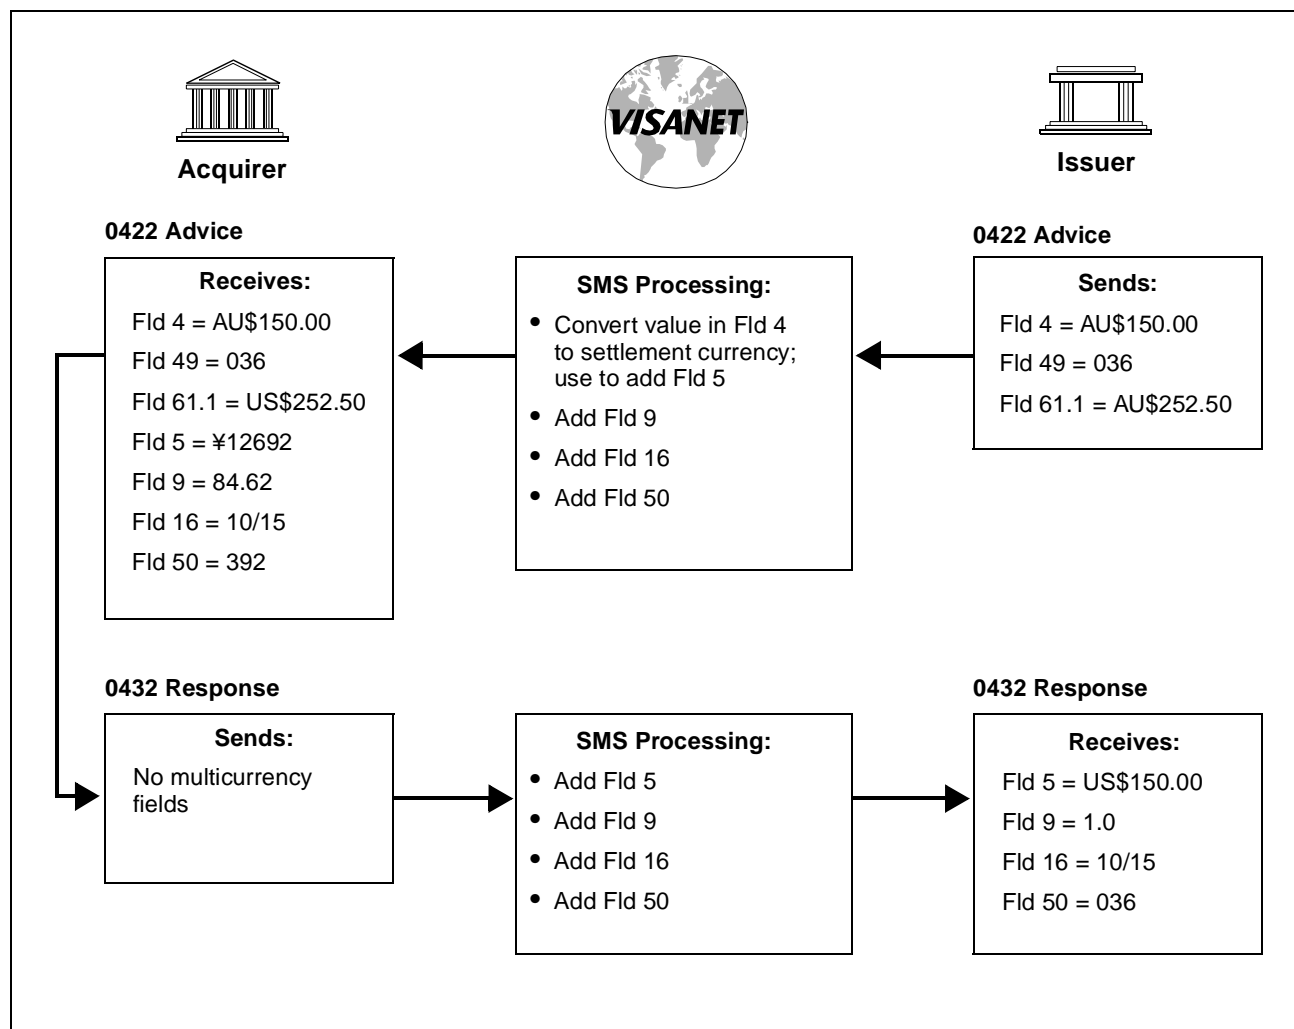 VISANET
Acquirer
Issuer
0422 Advice
Receives:
Fld 4 = AU$150.00
Fld 49 = 036
Fld 61.1 = US$252.50
Fld 5 = ¥12692
Fld 9 = 84.62
Fld 16 = 10/15
Fld 50 = 392
SMS Processing:
• Convert value in Fld 4
to settlement currency;
use to add Fld 5
• Add Fld 9
• Add Fld 16
• Add Fld 50
0422 Advice
Sends:
Fld 4 = AU$150.00
Fld 49 = 036
Fld 61.1 = AU$252.50
0432 Response
Sends:
No multicurrency
fields
SMS Processing:
• Add Fld 5
• Add Fld 9
• Add Fld 16
• Add Fld 50
0432 Response
Receives:
Fld 5 = US$150.00
Fld 9 = 1.0
Fld 16 = 10/15
Fld 50 = 036